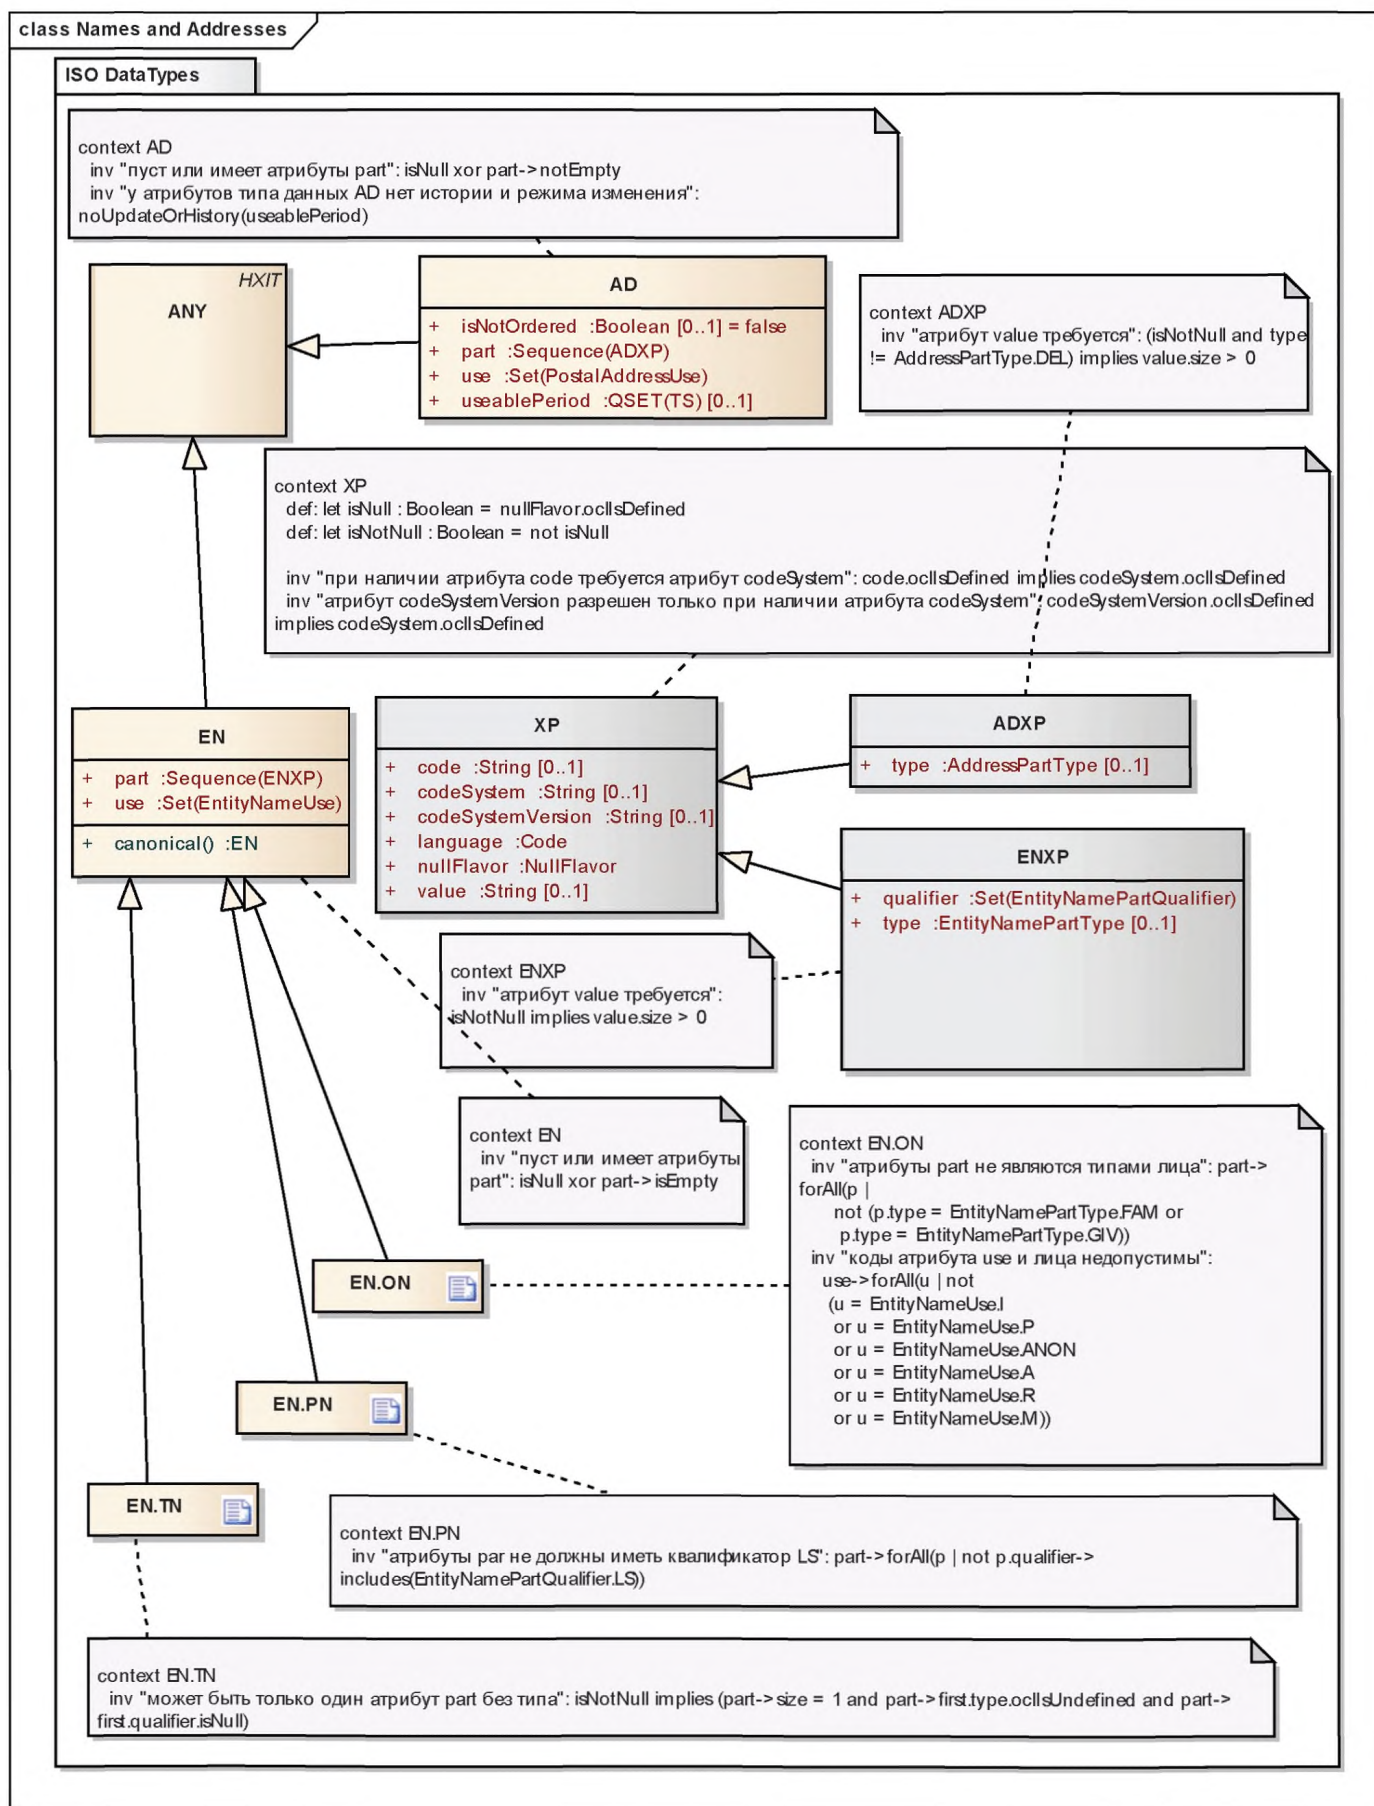 class Names and Addresses
ISO DataTypes
context AD
inv "пуст или имеет атрибуты part": isNull xor part->notEmpty
inv "у атрибутов типа данных AD нет истории и режима изменения":
noUpdateOrHistory(useablePeriod)
HXIT
ANY
AD
+ isNotOrdered :Boolean [0..1] = false
+ part :Sequence(ADXP)
+ use :Set(PostalAddressUse)
+ useablePeriod :QSET(TS) [0..1]
context ADXP
inv "атрибут value требуется": (isNotNull and type
!= AddressPartType.DEL) implies value.size > 0
context XP
def: let isNull : Boolean = nullFlavor.oclIsDefined
def: let isNotNull : Boolean = not isNull
inv "при наличии атрибута code требуется атрибут codeSystem": code.oclIsDefined implies codeSystem.oclIsDefined
inv "атрибут codeSystemVersion разрешен только при наличии атрибута codeSystem": codeSystemVersion.oclIsDefined
implies codeSystem.oclIsDefined
EN
+ part :Sequence(ENXP)
+ use :Set(EntityNameUse)
+ canonical() :EN
XP
+ code :String [0..1]
+ codeSystem :String [0..1]
+ codeSystemVersion :String [0..1]
+ language :Code
+ nullFlavor :NullFlavor
+ value :String [0..1]
ADXP
+ type :AddressPartType [0..1]
ENXP
+ qualifier :Set(EntityNamePartQualifier)
+ type :EntityNamePartType [0..1]
context ENXP
inv "атрибут value требуется":
isNotNull implies value.size > 0
context EN
inv "пуст или имеет атрибуты
part": isNull xor part->isEmpty
context EN.ON
inv "атрибуты part не являются типами лица": part->
forAll(p |
not (p.type = EntityNamePartType.FAM or
p.type = EntityNamePartType.GIV))
inv "коды атрибута use и лица недопустимы":
use->forAll(u | not
(u = EntityNameUse.I
or u = EntityNameUse.P
or u = EntityNameUse.ANON
or u = EntityNameUse.A
or u = EntityNameUse.R
or u = EntityNameUse.M))
EN.ON
EN.PN
EN.TN
context EN.PN
inv "атрибуты par не должны иметь квалификатор LS": part->forAll(p | not p.qualifier->
includes(EntityNamePartQualifier.LS))
context EN.TN
inv "может быть только один атрибут part без типа": isNotNull implies (part->size = 1 and part->first.type.oclIsUndefined and part->
first.qualifier.isNull)